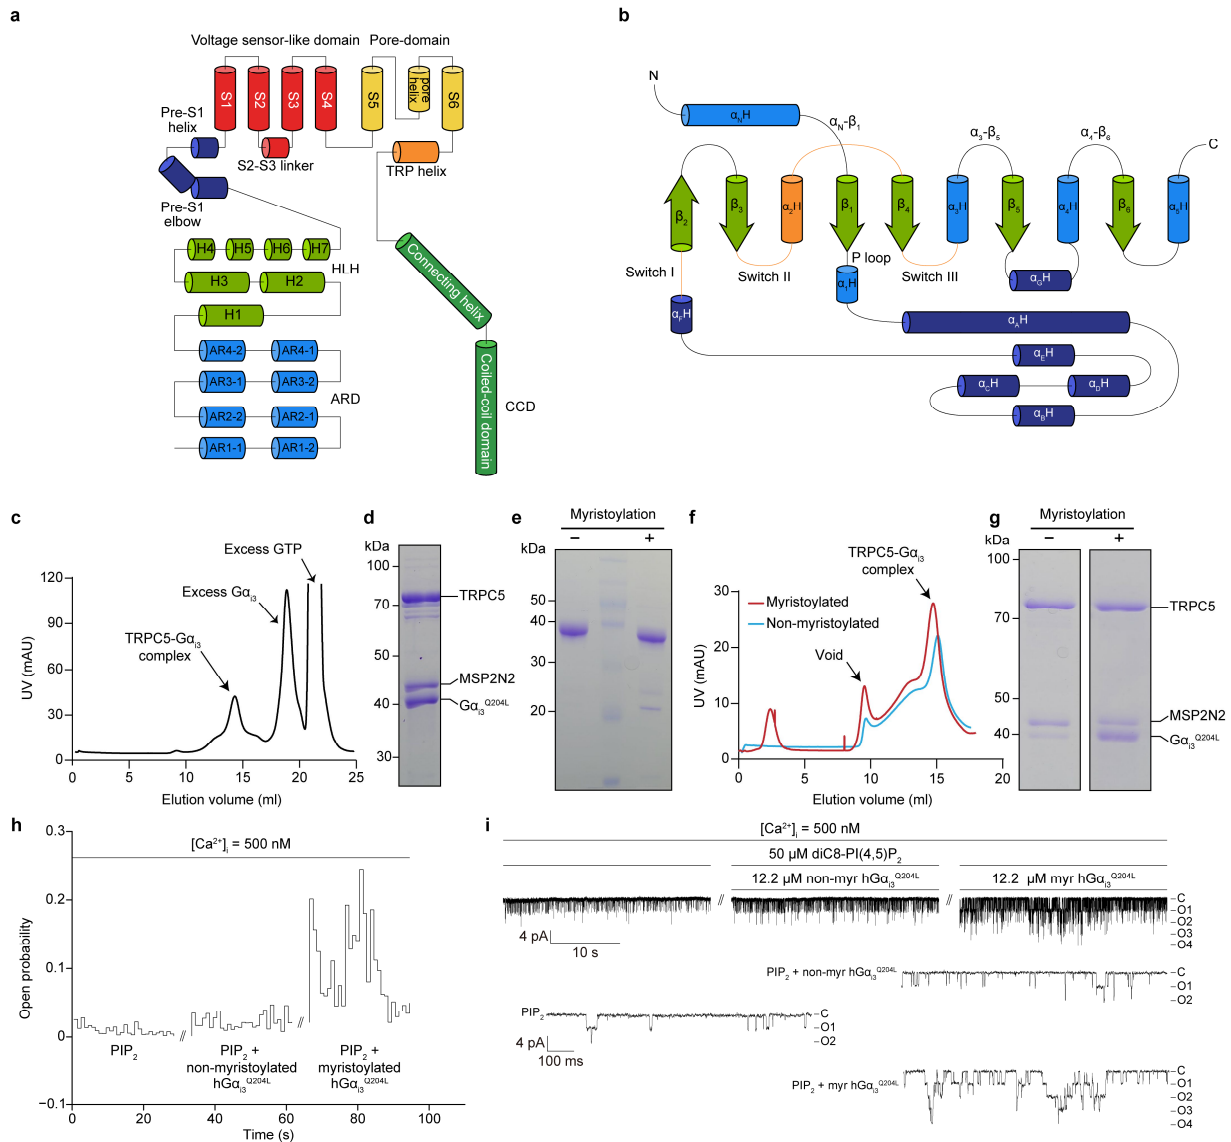 a
Voltage sensor-like domain Pore-domain
S1
S2
S3
S4
S5
pore
helix
S6
Pre-S1
helix
S2-S3 linker
TRP helix
Pre-S1
elbow
H4 H5 H6 H7
HLH
H3 H2
H1
AR4-2 AR4-1
AR3-1 AR3-2
ARD
AR2-2 AR2-1
AR1-1 AR1-2
Connecting helix
Coiled-coil domain
CCD
b
N
αNH
αN-β1
α3-β5
α4-β6
C
β2
β3
α2H
β1
β4
α3H
β5
α4H
β6
α5H
Switch I
Switch II
P loop
Switch III
αGH
α1H
αFH
αAH
αEH
αCH
αDH
αBH
c
Excess GTP
Excess Gαi3
TRPC5-Gαi3
complex
UV (mAU)
120
90
60
30
0
0 5 10 15 20 25
Elution volume (ml)
d
kDa
100
70
50
40
30
TRPC5
MSP2N2
Gαi3Q204L
e
Myristoylation
− +
kDa
50
40
30
20
f
TRPC5-Gαi3
complex
Myristoylated
Non-myristoylated
Void
UV (mAU)
30
20
10
0
0 5 10 15 20
Elution volume (ml)
g
Myristoylation
− +
kDa
100
70
50
40
TRPC5
MSP2N2
Gαi3Q204L
h
[Ca2+]i = 500 nM
Open probability
0.3
0.2
0.1
0
−0.1
PIP2
PIP2 +
non-myristoylated
hGαi3Q204L
PIP2 +
myristoylated
hGαi3Q204L
0 20 40 60 80 100
Time (s)
i
[Ca2+]i = 500 nM
50 µM diC8-PI(4,5)P2
12.2 µM non-myr hGαi3Q204L
12.2 µM myr hGαi3Q204L
C
O1
O2
O3
O4
4 pA
10 s
PIP2 + non-myr hGαi3Q204L
C
O1
O2
PIP2
C
O1
O2
4 pA
100 ms
PIP2 + myr hGαi3Q204L
C
O1
O2
O3
O4